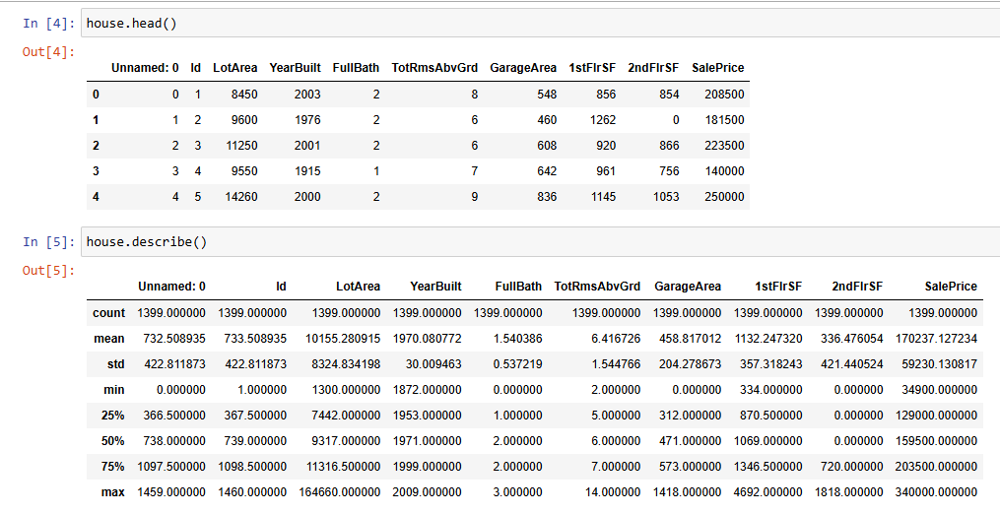 In [4]: house.head()
Out[4]:
Unnamed: 0 Id LotArea YearBuilt FullBath TotRmsAbvGrd GarageArea 1stFlrSF 2ndFlrSF SalePrice
0 0 1 8450 2003 2 8 548 856 854 208500
1 1 2 9600 1976 2 6 460 1262 0 181500
2 2 3 11250 2001 2 6 608 920 866 223500
3 3 4 9550 1915 1 7 642 961 756 140000
4 4 5 14260 2000 2 9 836 1145 1053 250000
In [5]: house.describe()
Out[5]:
Unnamed: 0 Id LotArea YearBuilt FullBath TotRmsAbvGrd GarageArea 1stFlrSF 2ndFlrSF SalePrice
count 1399.000000 1399.000000 1399.000000 1399.000000 1399.000000 1399.000000 1399.000000 1399.000000 1399.000000 1399.000000
mean 732.508935 733.508935 10155.280915 1970.080772 1.540386 6.416726 458.817012 1132.247320 336.476054 170237.127234
std 422.811873 422.811873 8324.834198 30.009463 0.537219 1.544766 204.278673 357.318243 421.440524 59230.130817
min 0.000000 1.000000 1300.000000 1872.000000 0.000000 2.000000 0.000000 334.000000 0.000000 34900.000000
25% 366.500000 367.500000 7442.000000 1953.000000 1.000000 5.000000 312.000000 870.500000 0.000000 129000.000000
50% 738.000000 739.000000 9317.000000 1971.000000 2.000000 6.000000 471.000000 1069.000000 0.000000 159500.000000
75% 1097.500000 1098.500000 11316.500000 1999.000000 2.000000 7.000000 573.000000 1346.500000 720.000000 203500.000000
max 1459.000000 1460.000000 164660.000000 2009.000000 3.000000 14.000000 1418.000000 4692.000000 1818.000000 340000.000000